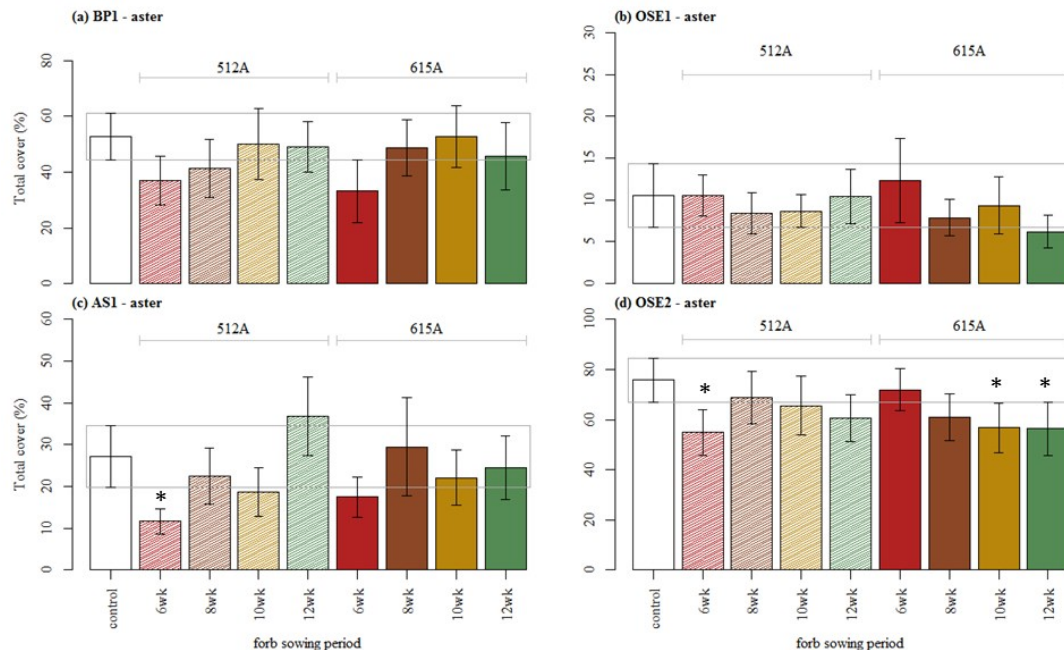 (a) BP1 - aster
512A
615A
Total cover (%)
0
20
40
60
80
(b) OSE1 - aster
512A
615A
0
5
10
15
20
25
30
(c) AS1 - aster
512A
615A
Total cover (%)
0
10
20
30
40
50
60
*
control
6wk
8wk
10wk
12wk
6wk
8wk
10wk
12wk
forb sowing period
(d) OSE2 - aster
512A
615A
0
20
40
60
80
100
*
*
*
control
6wk
8wk
10wk
12wk
6wk
8wk
10wk
12wk
forb sowing period